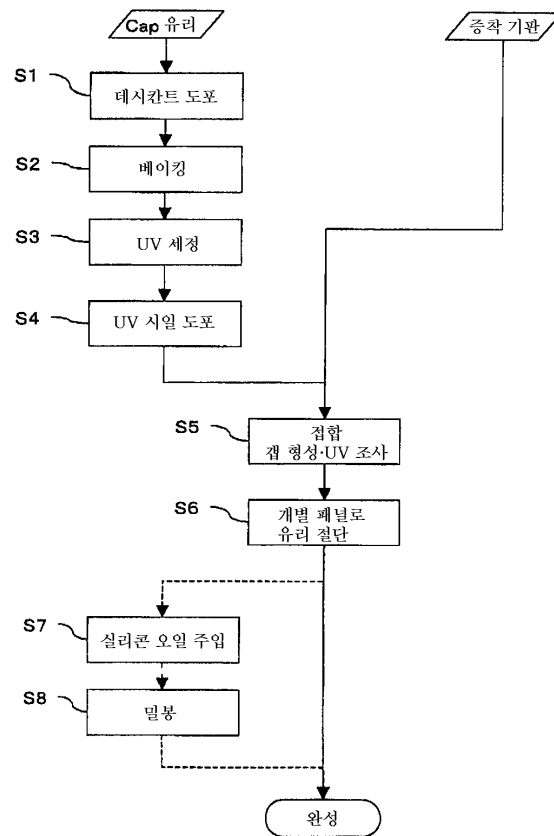 Cap 유리
증착 기판
S1
데시칸트 도포
S2
베이킹
S3
UV 세정
S4
UV 시일 도포
S5
접합
갭 형성·UV 조사
S6
개별 패널로
유리 절단
S7
실리콘 오일 주입
S8
밀봉
완성